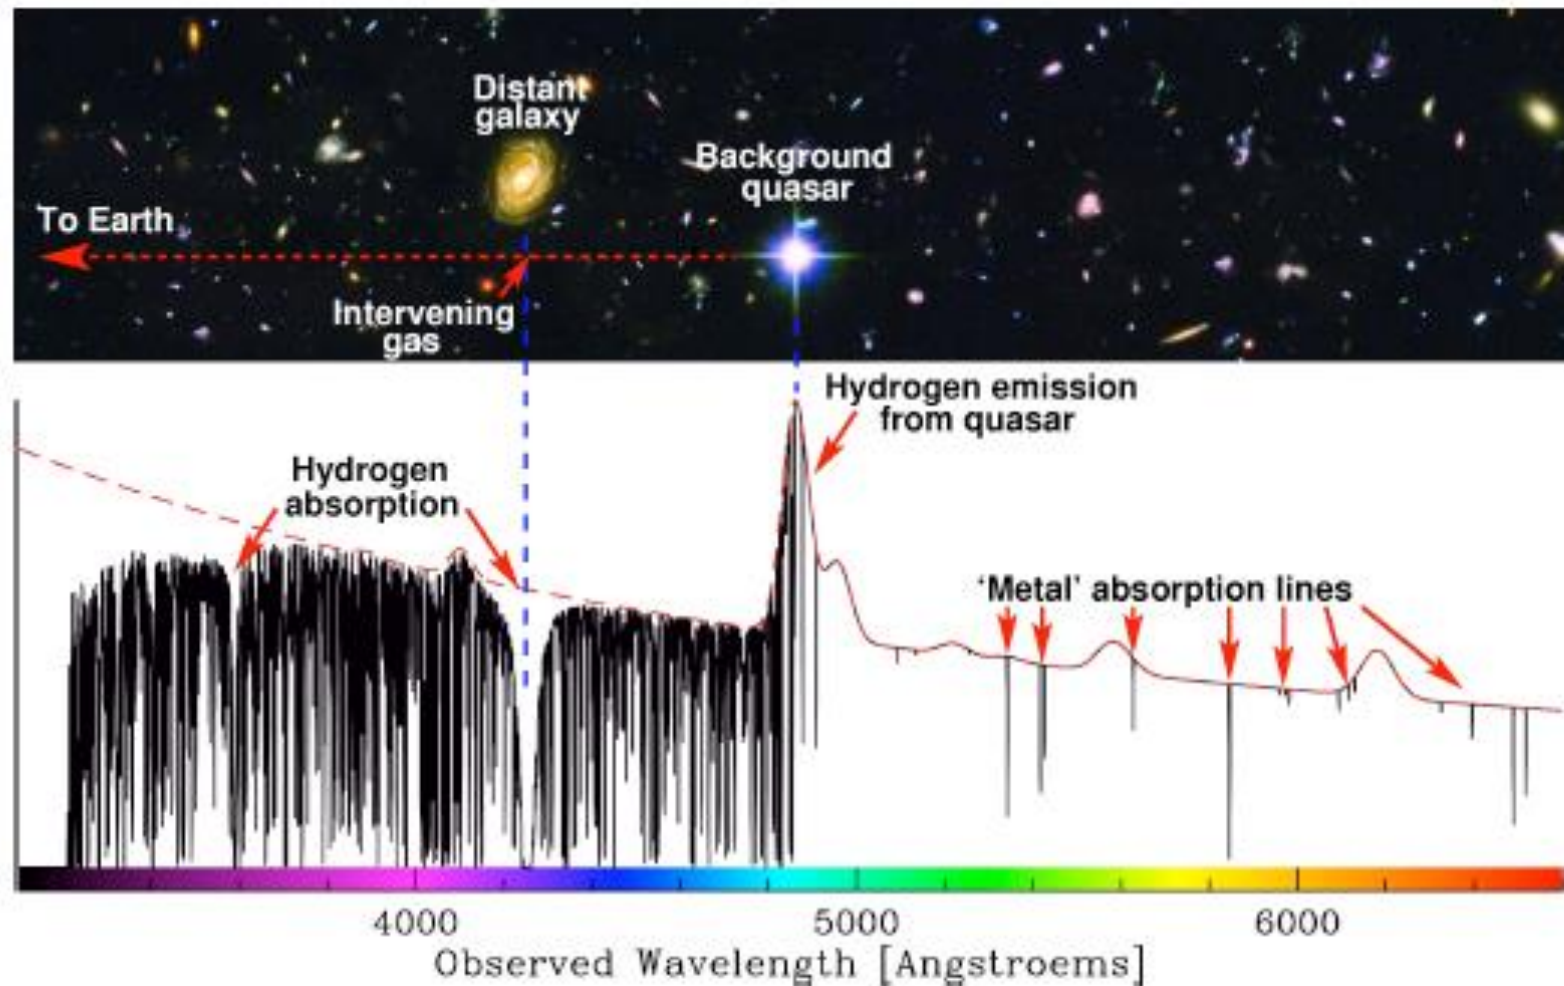 Distant
galaxy
Background
quasar
To Earth
Intervening
gas
Hydrogen emission
from quasar
Hydrogen
absorption
‘Metal’ absorption lines
4000
5000
6000
Observed Wavelength [Angstroems]